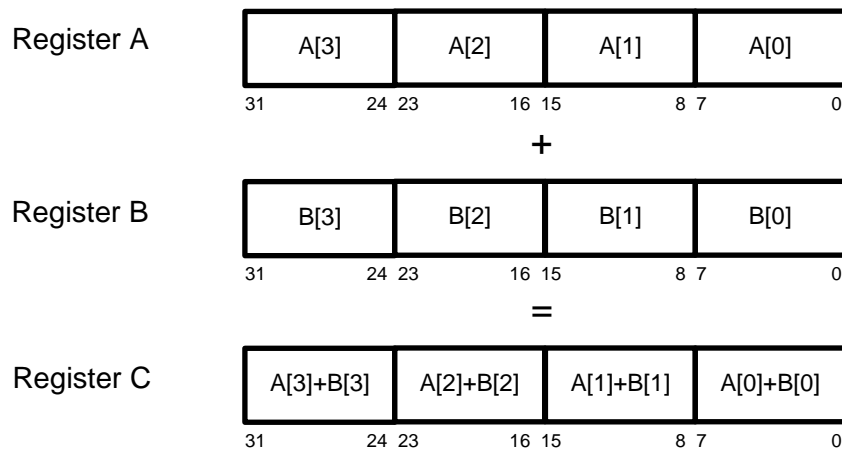 Register A A[3] A[2] A[1] A[0]
31 24 23 16 15 8 7 0
+
Register B B[3] B[2] B[1] B[0]
31 24 23 16 15 8 7 0
=
Register C A[3]+B[3] A[2]+B[2] A[1]+B[1] A[0]+B[0]
31 24 23 16 15 8 7 0